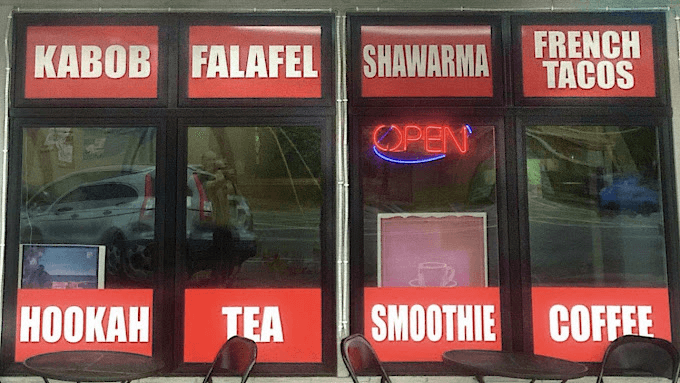 KABOB
FALAFEL
SHAWARMA
FRENCH
TACOS
OPEN
HOOKAH
TEA
SMOOTHIE
COFFEE